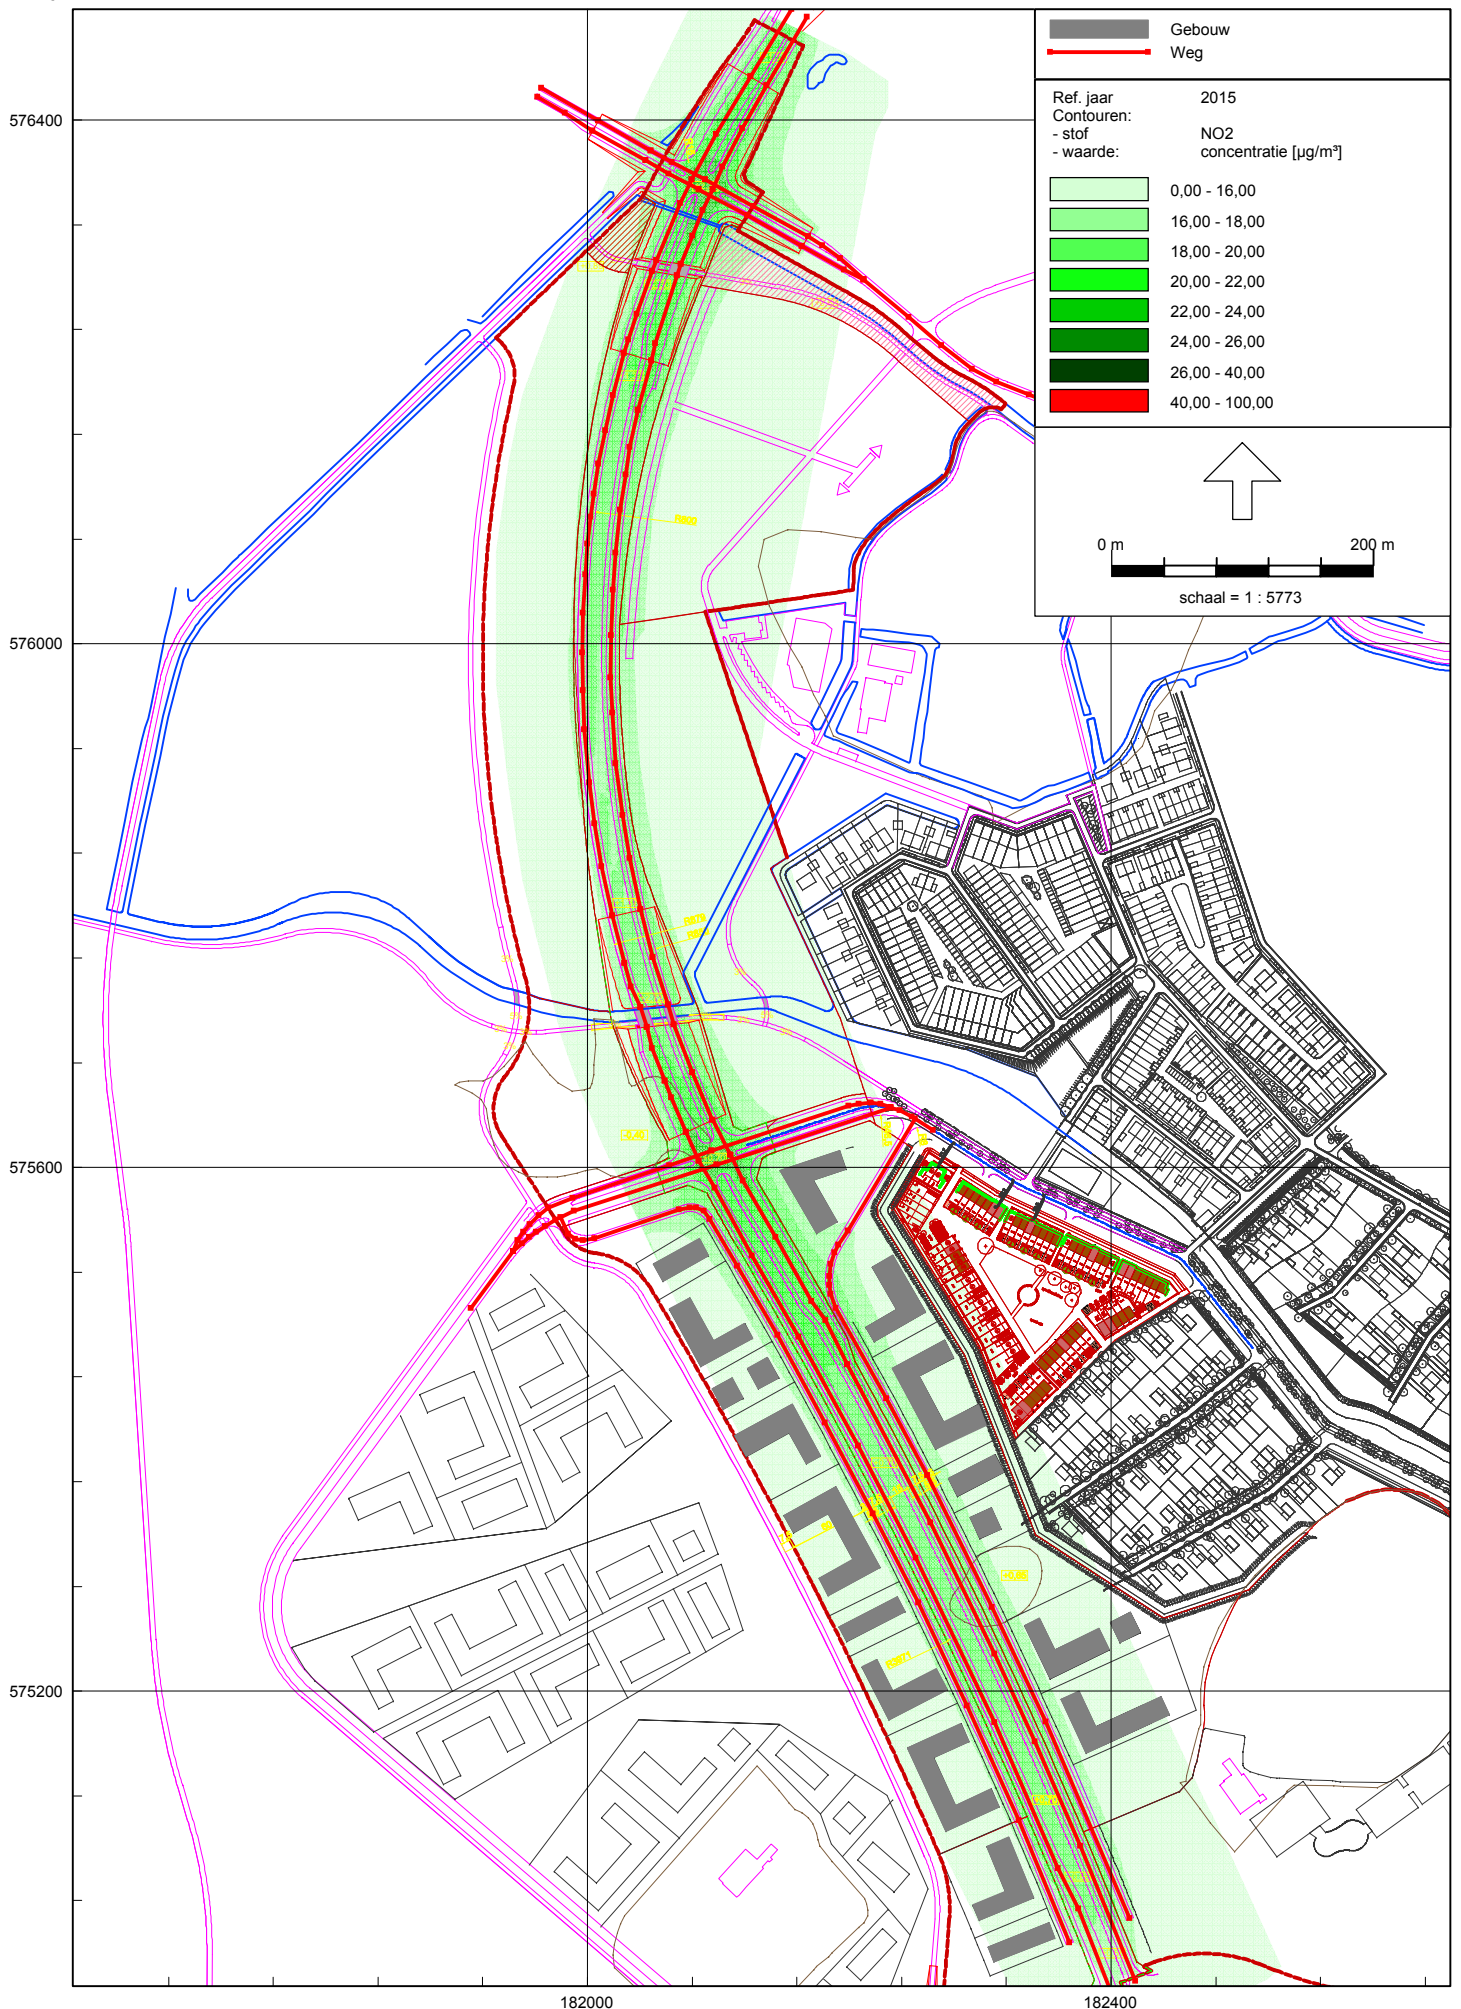 Gebouw
Weg
Ref. jaar 2015
Contouren:
- stof NO2
- waarde: concentratie [µg/m³]
0,00 - 16,00
16,00 - 18,00
18,00 - 20,00
20,00 - 22,00
22,00 - 24,00
24,00 - 26,00
26,00 - 40,00
40,00 - 100,00
0 m 200 m
schaal = 1 : 5773
576400
576000
575600
575200
182000 182400